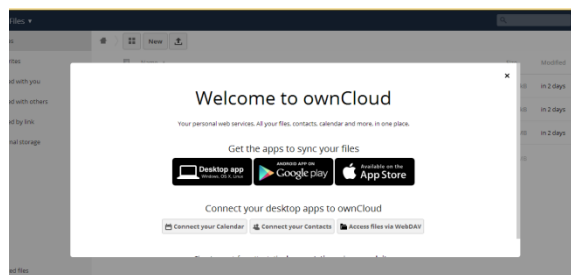 Files ▾
New
Name
Modified
in 2 days
in 2 days
in 2 days
d with you
d with others
d by link
nal storage
ed files
×
Welcome to ownCloud
Your personal web services. All your files, contacts, calendar and more, in one place.
Get the apps to sync your files
Desktop app
Windows, OS X, Linux
ANDROID APP ON
Google play
Available on the
App Store
Connect your desktop apps to ownCloud
Connect your Calendar
Connect your Contacts
Access files via WebDAV